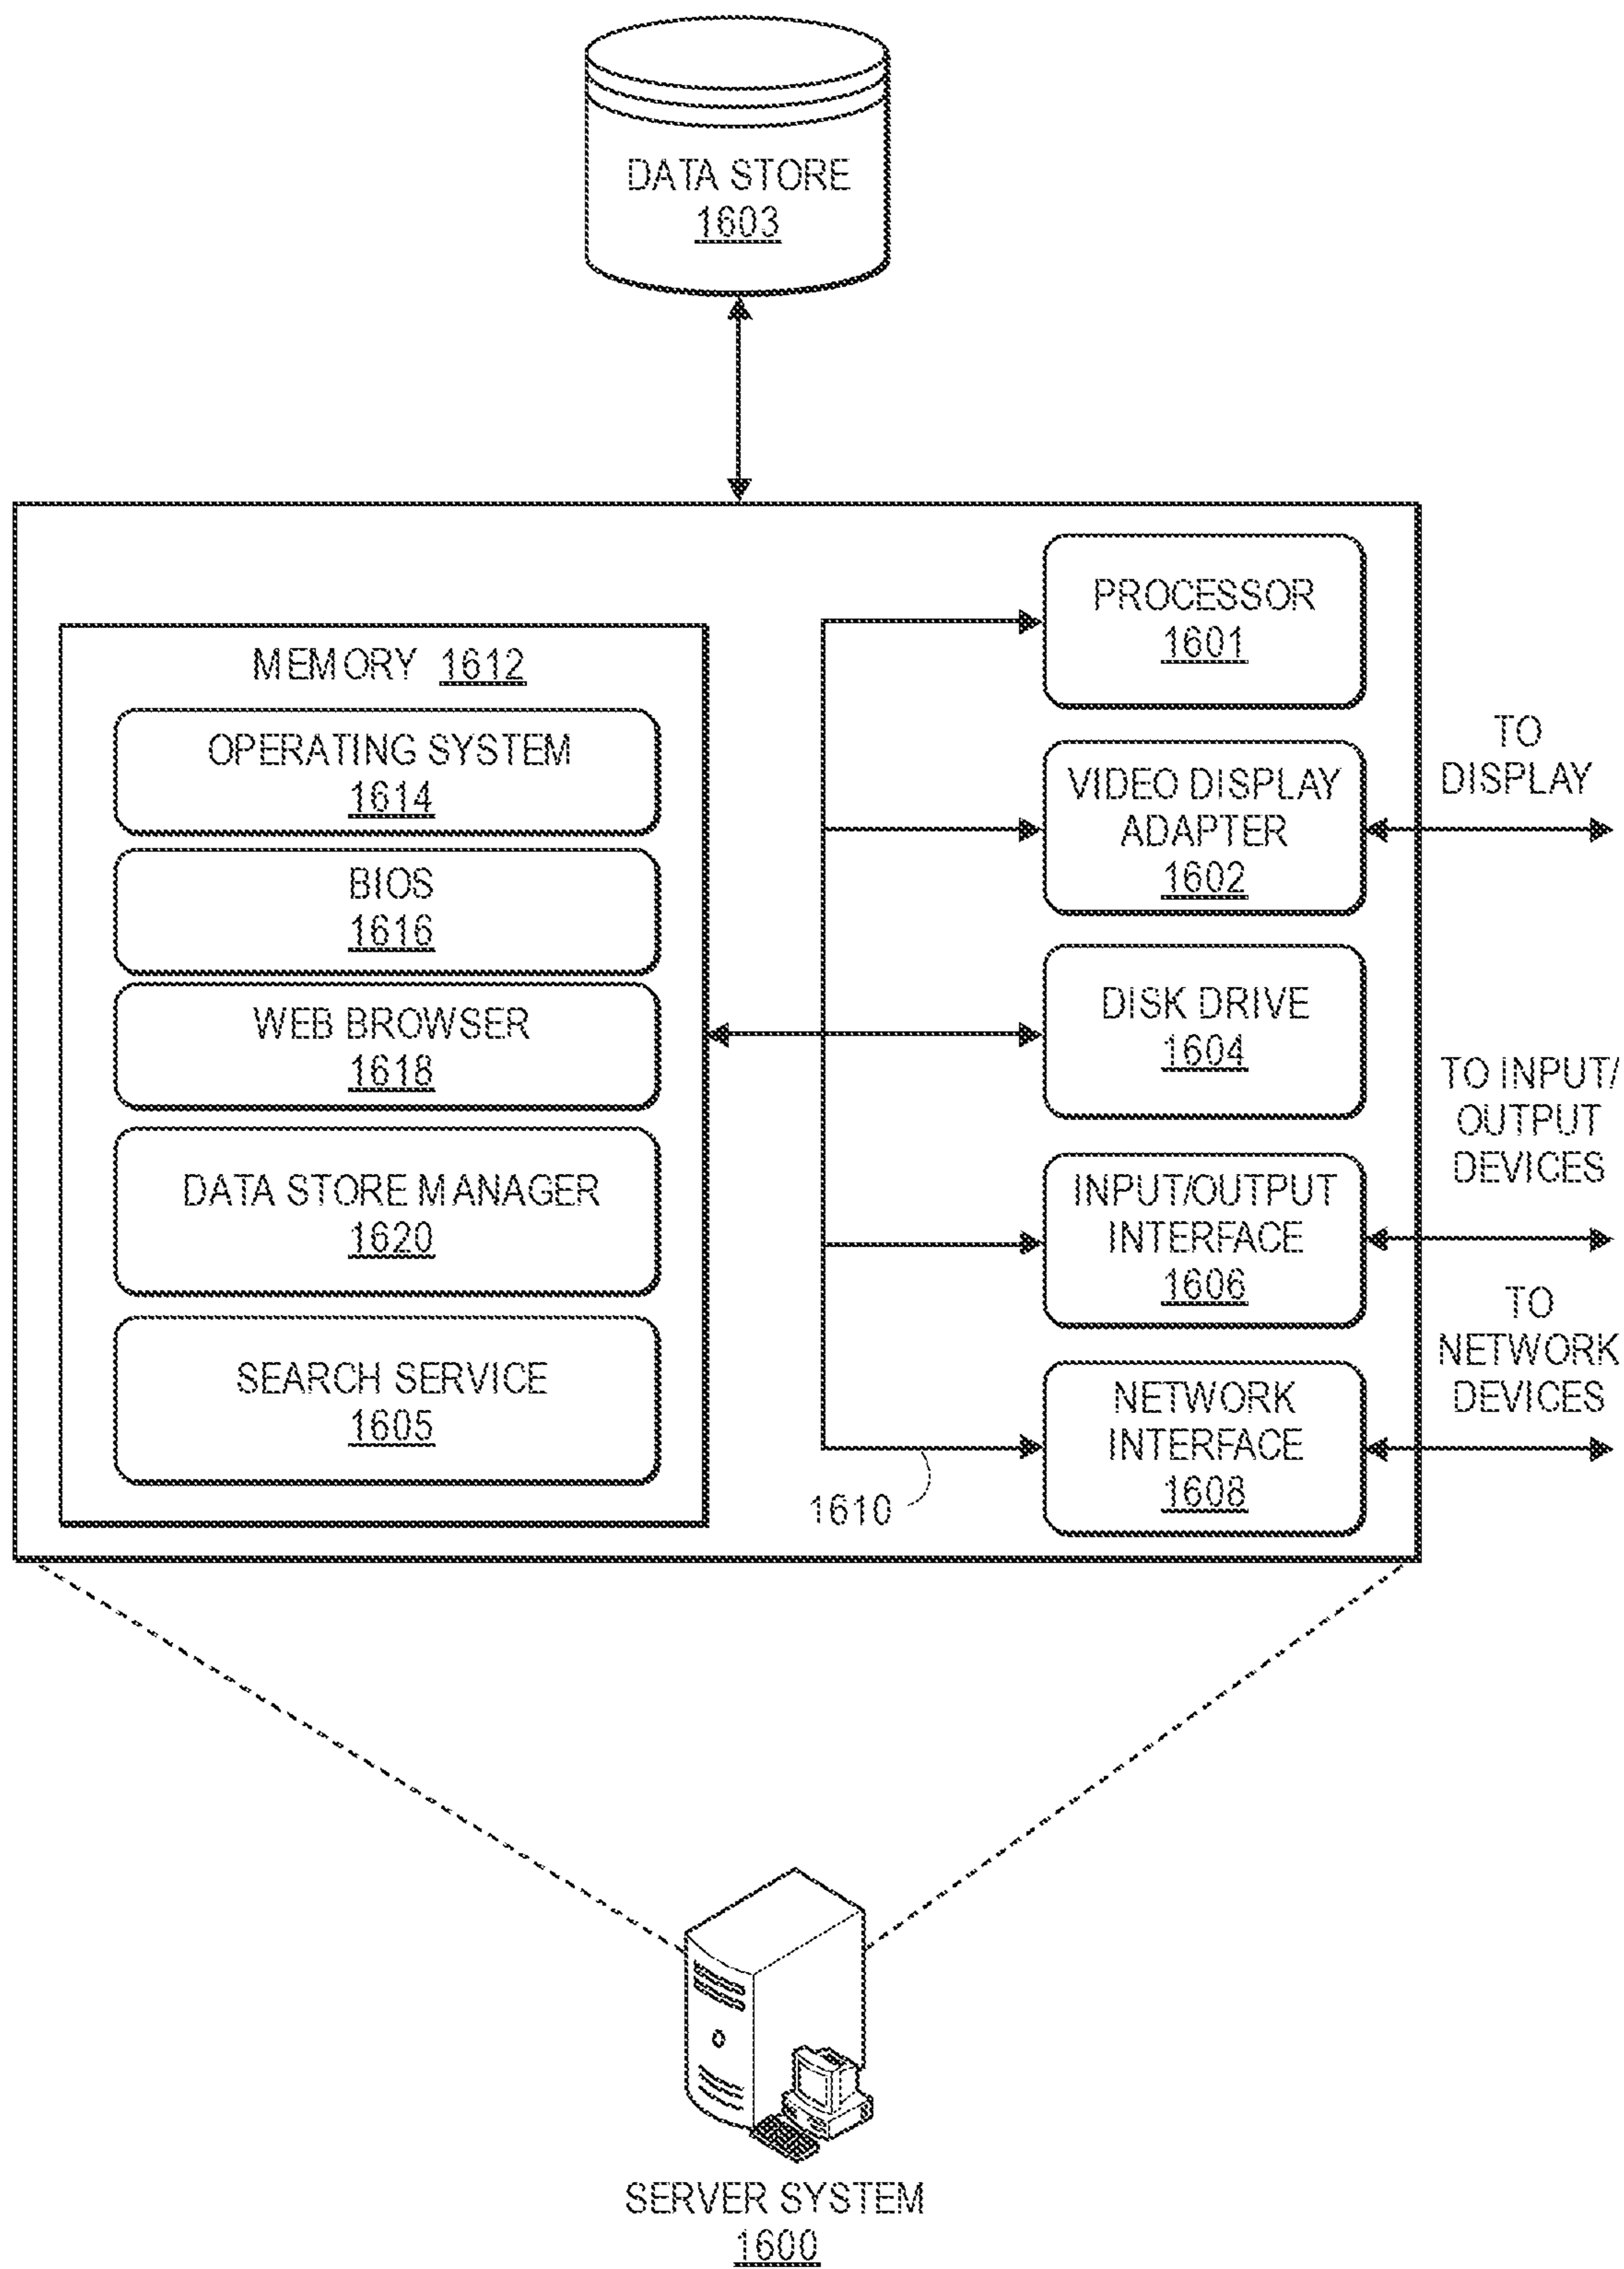 DATA STORE
1603
MEMORY 1612
OPERATING SYSTEM
1614
BIOS
1616
WEB BROWSER
1618
DATA STORE MANAGER
1620
SEARCH SERVICE
1605
PROCESSOR
1601
VIDEO DISPLAY
ADAPTER
1602
DISK DRIVE
1604
INPUT/OUTPUT
INTERFACE
1606
NETWORK
INTERFACE
1608
1610
TO
DISPLAY
TO INPUT/
OUTPUT
DEVICES
TO
NETWORK
DEVICES
SERVER SYSTEM
1600